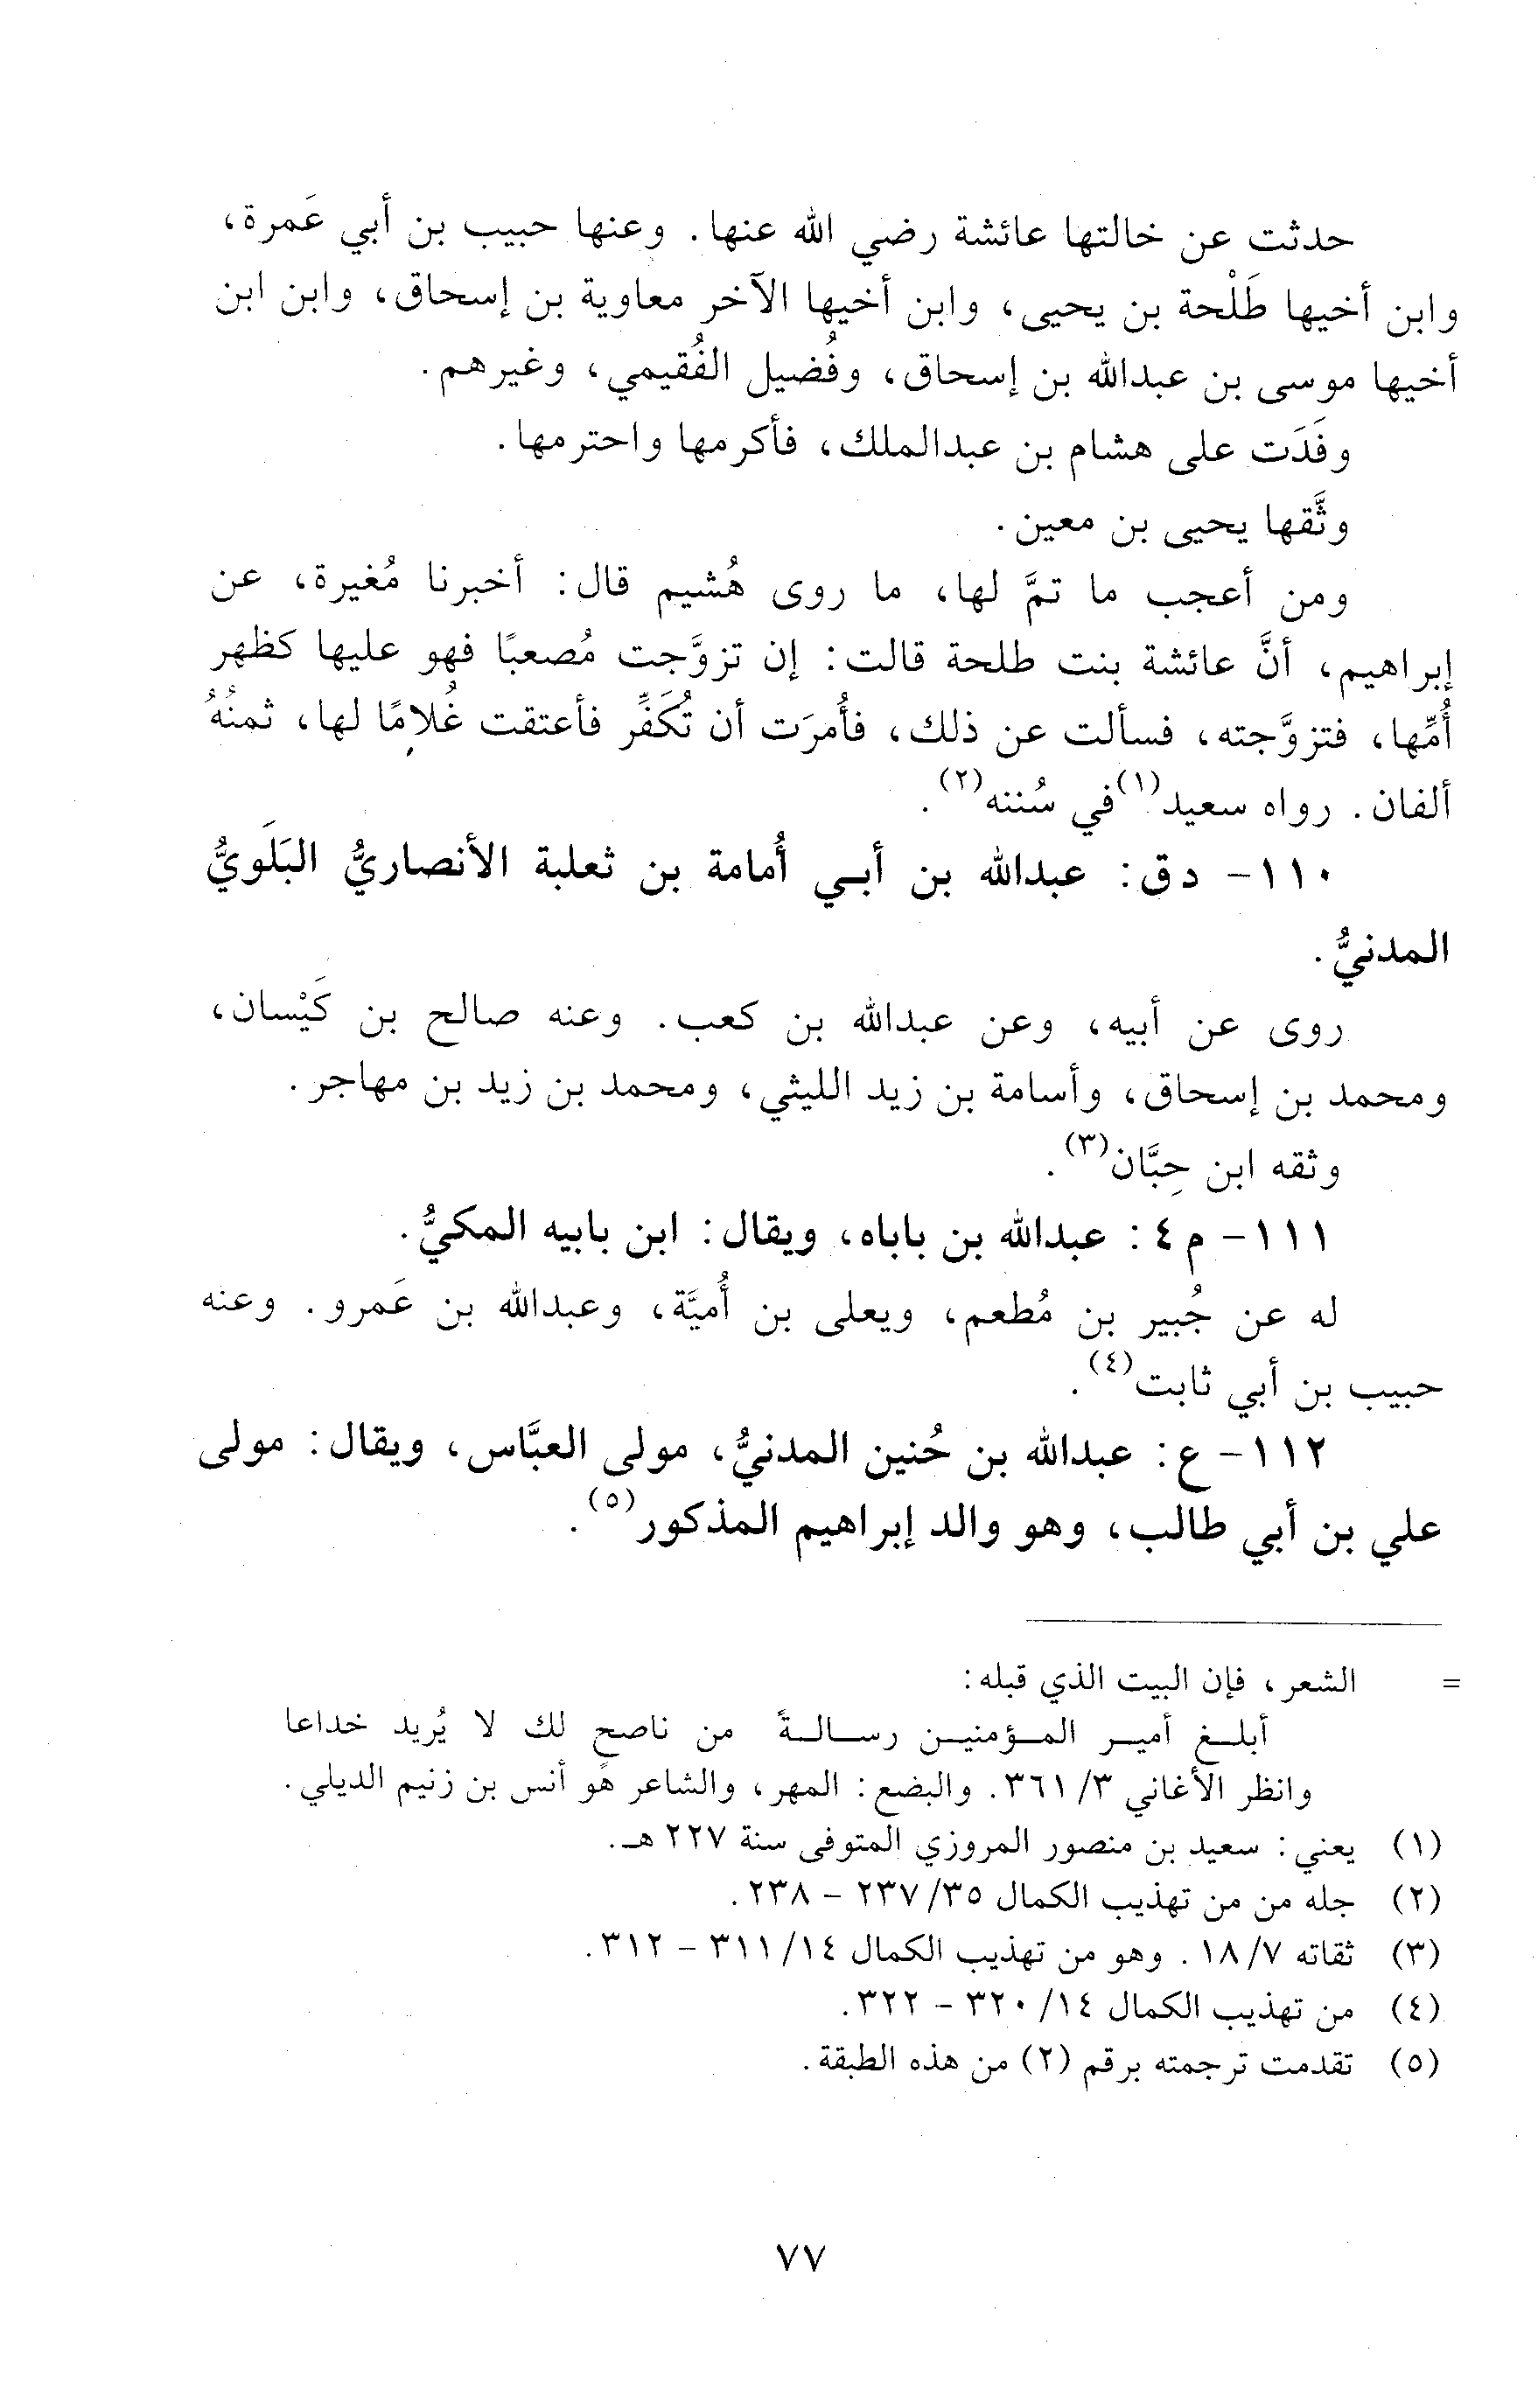 حدثت عن خالتها عائشة رضي الله عنها. وعنها حبيب بن أبي عَمرة،
وابن أخيها طَلْحة بن يحيى، وابن أخيها الآخر معاوية بن إسحاق، وابن ابن
أخيها موسى بن عبدالله بن إسحاق، وفُضيل الفُقيمي، وغيرهم.
وفَدَت على هشام بن عبدالملك، فأكرمها واحترمها.
وثَّقها يحيى بن معين.
ومن أعجب ما تمَّ لها، ما روى هُشيم قال: أخبرنا مُغيرة، عن
إبراهيم، أنَّ عائشة بنت طلحة قالت: إن تزوَّجت مُصعبًا فهو عليها كظهر
أُمِّها، فتزوَّجته، فسألت عن ذلك، فأُمرَت أن تُكَفِّر فأعتقت غُلامًا لها، ثمنُهُ
ألفان. رواه سعيد(١) في سُننه(٢).
١١٠- د ق: عبدالله بن أبـي أُمامة بن ثعلبة الأنصاريُّ البَلَويُّ
المدنيُّ.
روى عن أبيه، وعن عبدالله بن كعب. وعنه صالح بن كَيْسان،
ومحمد بن إسحاق، وأسامة بن زيد الليثي، ومحمد بن زيد بن مهاجر.
وثقه ابن حِبَّان(٣).
١١١- م ٤: عبدالله بن باباه، ويقال: ابن بابيه المكيُّ.
له عن جُبير بن مُطعم، ويعلى بن أُميَّة، وعبدالله بن عَمرو. وعنه
حبيب بن أبي ثابت(٤).
١١٢- ع: عبدالله بن حُنين المدنيُّ، مولى العبَّاس، ويقال: مولى
علي بن أبي طالب، وهو والد إبراهيم المذكور(٥).
= الشعر، فإن البيت الذي قبله:
أبلـغ أميـر المـؤمنيـن رسـالـةً من ناصحٍ لك لا يُريد خداعا
وانظر الأغاني ٣/ ٣٦١. والبضع: المهر، والشاعر هو أنس بن زنيم الديلي.
(١) يعني: سعيد بن منصور المروزي المتوفى سنة ٢٢٧ هـ.
(٢) جله من من تهذيب الكمال ٣٥/ ٢٣٧ - ٢٣٨.
(٣) ثقاته ٧/ ١٨. وهو من تهذيب الكمال ١٤/ ٣١١ - ٣١٢.
(٤) من تهذيب الكمال ١٤/ ٣٢٠ - ٣٢٢.
(٥) تقدمت ترجمته برقم (٢) من هذه الطبقة.
٧٧